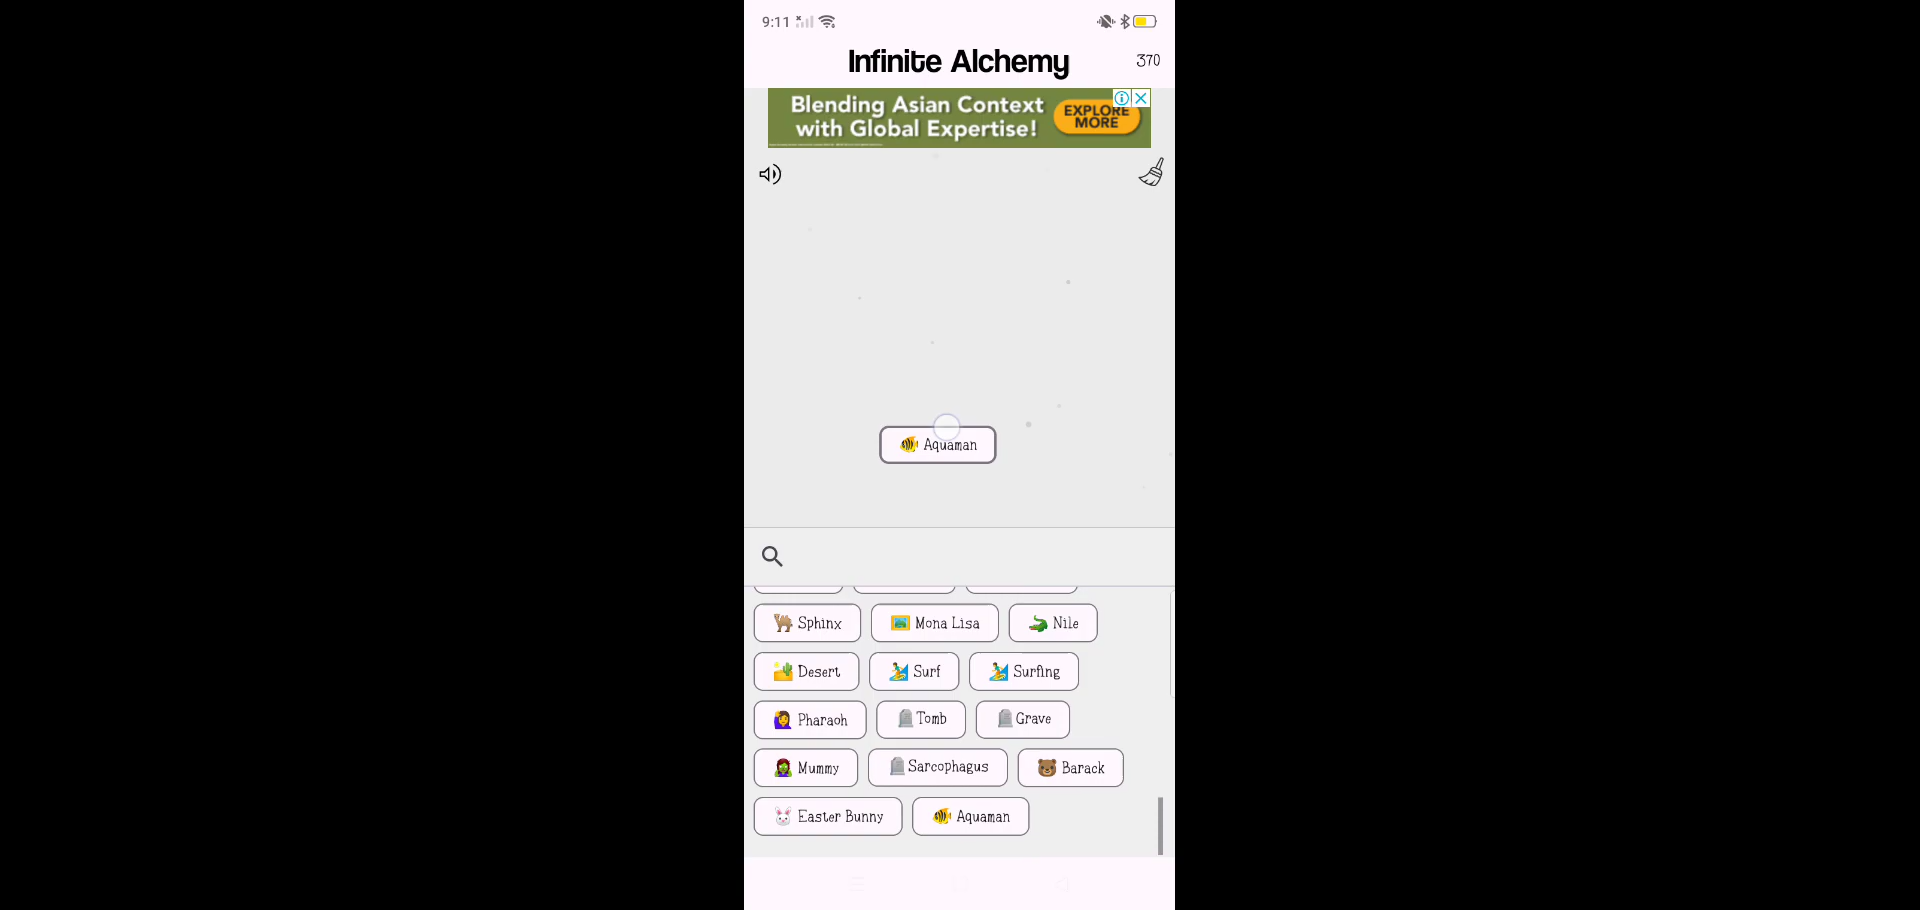 9:11
Infinite Alchemy
370
Blending Asian Context
with Global Expertise!
EXPLORE
MORE
Aquaman
Sphinx
Mona Lisa
Nile
Desert
Surf
Surfing
Pharaoh
Tomb
Grave
Mummy
Sarcophagus
Barack
Easter Bunny
Aquaman